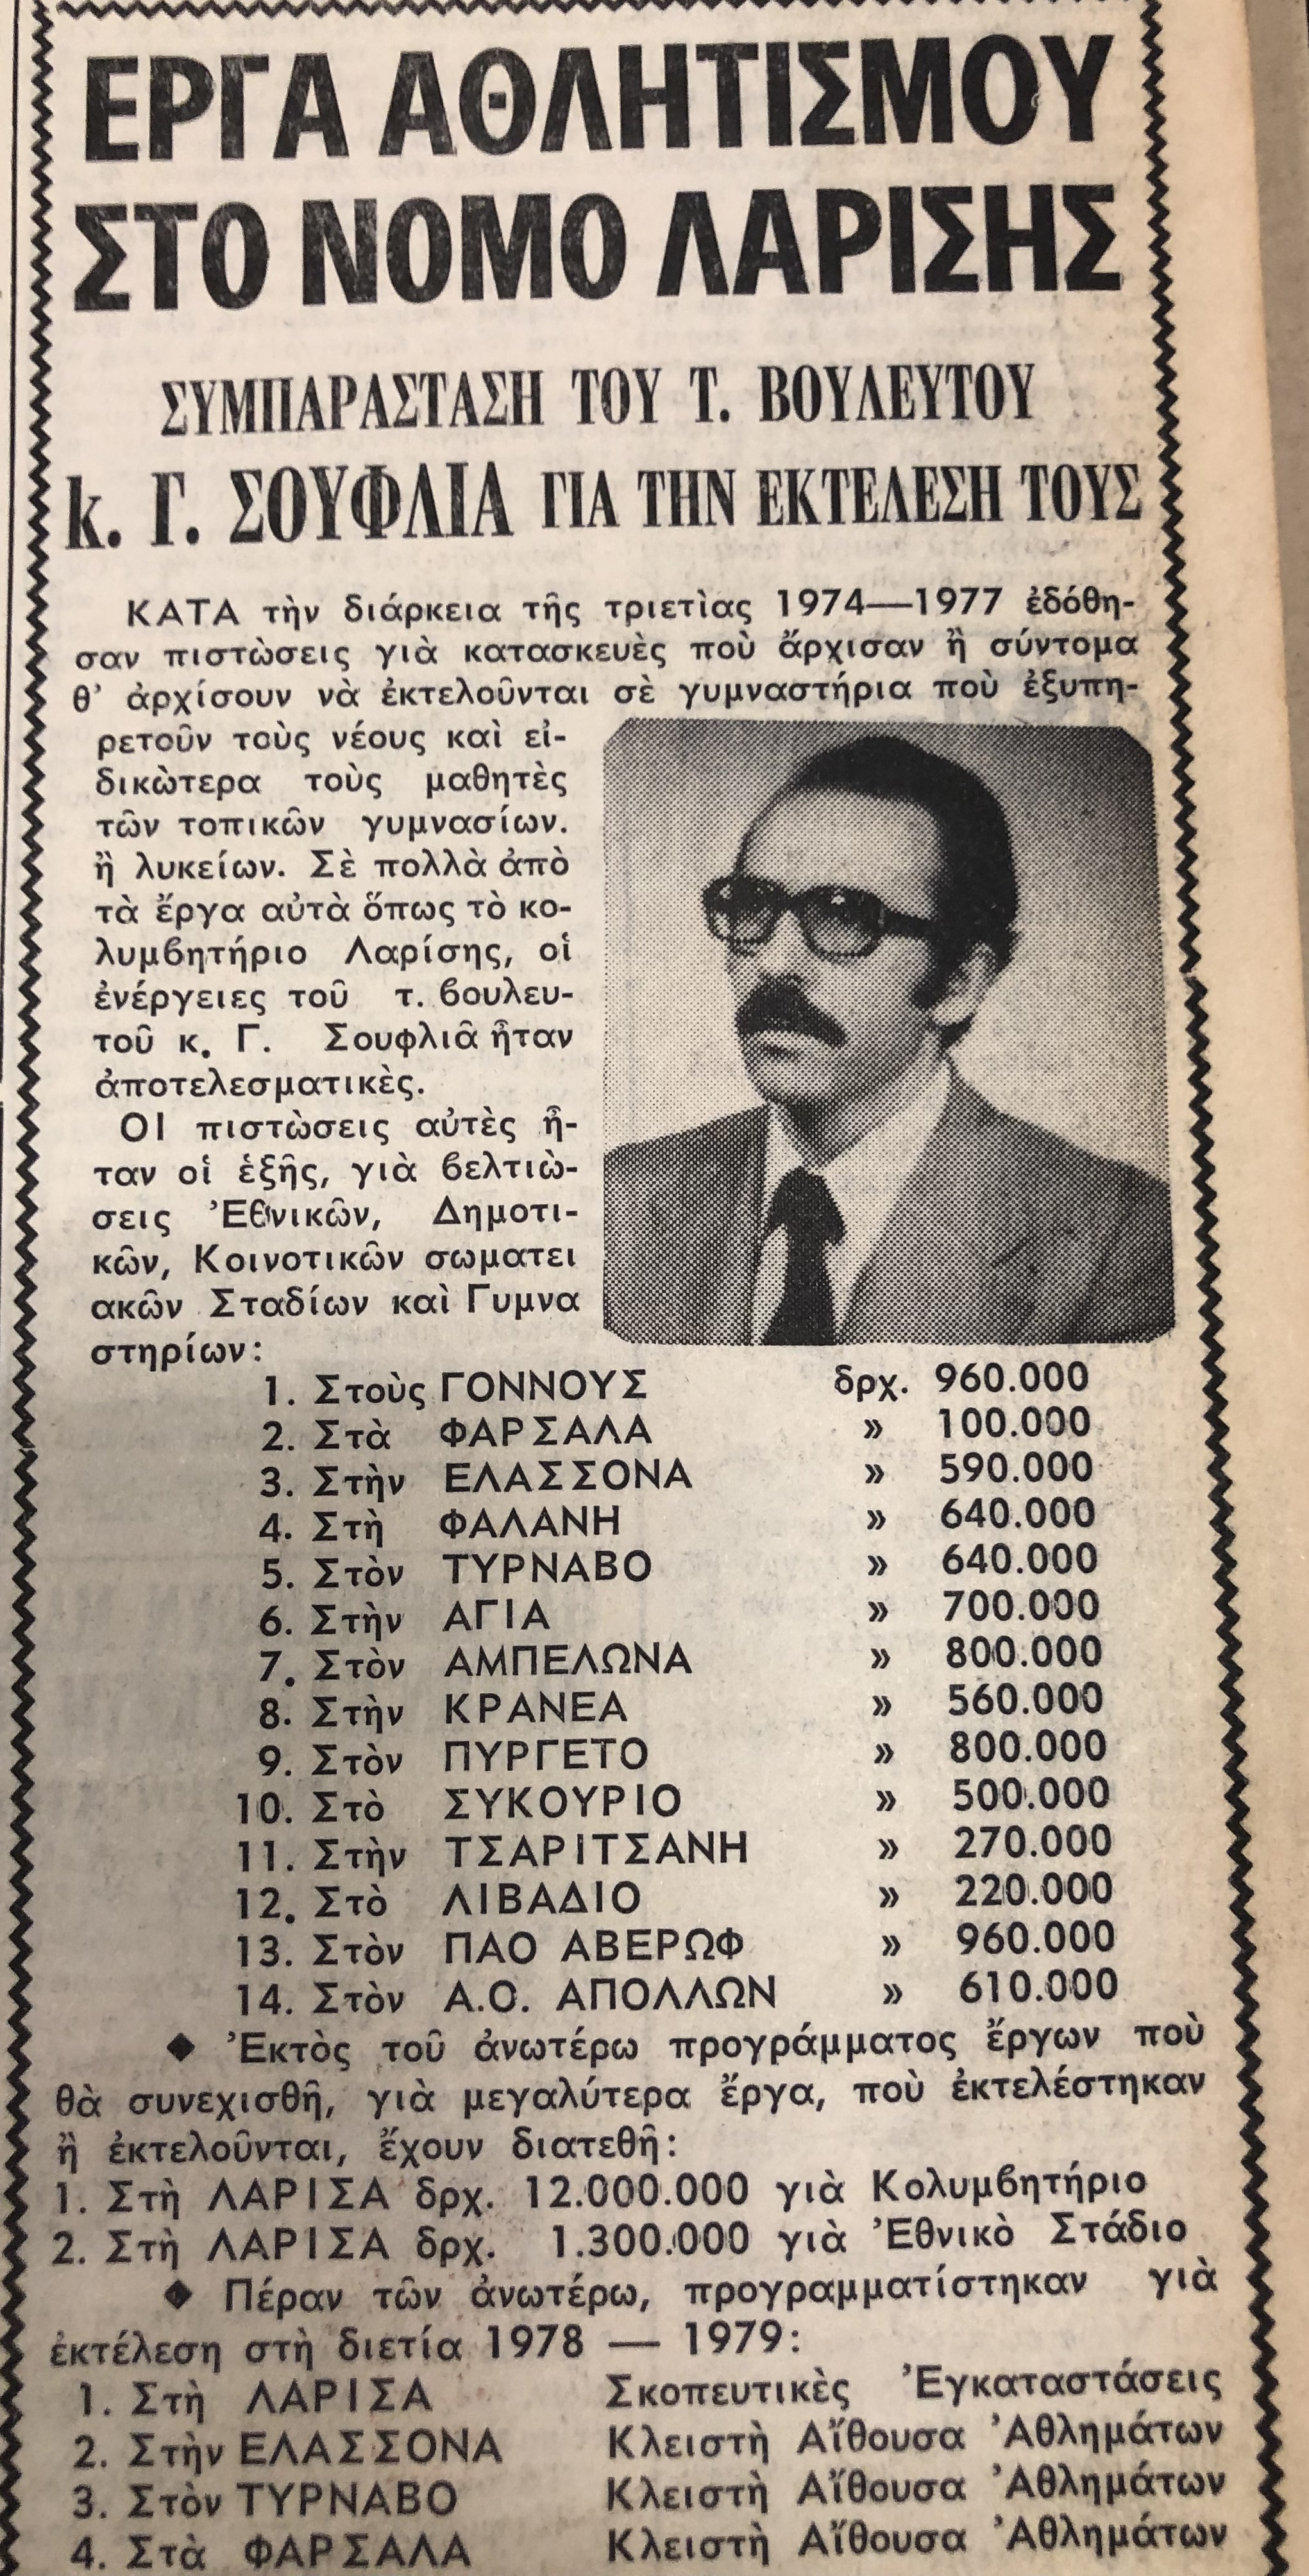 ΕΡΓΑ ΑΘΛΗΤΙΣΜΟΥ
ΣΤΟ ΝΟΜΟ ΛΑΡΙΣΗΣ
ΣΥΜΠΑΡΑΣΤΑΣΗ ΤΟΥ Τ. ΒΟΥΛΕΥΤΟΥ
k. Γ. ΣΟΥΦΛΙΑ ΓΙΑ ΤΗΝ ΕΚΤΕΛΕΣΗ ΤΟΥΣ
ΚΑΤΑ τὴν διάρκεια τῆς τριετὶας 1974—1977 ἐδόθη-
σαν πιστὼσεις γιὰ κατασκευὲς ποὺ ἄρχισαν ἢ σύντομα
θ' ἀρχίσουν νὰ ἐκτελοῦνται σὲ γυμναστήρια ποὺ ἐξυπη-
ρετοῦν τοὺς νέους καὶ εἰ-
δικὼτερα τοὺς μαθητὲς
τῶν τοπικῶν γυμνασίων.
ἢ λυκείων. Σὲ πολλὰ ἀπὸ
τὰ ἔργα αὐτὰ ὅπως τὸ κο-
λυμβητήριο Λαρίσης, οἱ
ἐνέργειες τοῦ τ. βουλευ-
τοῦ κ. Γ. Σουφλιᾶ ἦταν
ἀποτελεσματικὲς.
ΟΙ πιστὼσεις αὐτὲς ἦ-
ταν οἱ ἑξῆς, γιὰ βελτιὼ-
σεις Ἐθνικῶν, Δημοτι-
κῶν, Κοινοτικῶν σωματει
ακῶν Σταδίων καὶ Γυμνα
στηρίων:
1. Στοὺς ΓΟΝΝΟΥΣ δρχ. 960.000
2. Στὰ ΦΑΡΣΑΛΑ » 100.000
3. Στὴν ΕΛΑΣΣΟΝΑ » 590.000
4. Στὴ ΦΑΛΑΝΗ » 640.000
5. Στὸν ΤΥΡΝΑΒΟ » 640.000
6. Στὴν ΑΓΙΑ » 700.000
7. Στὸν ΑΜΠΕΛΩΝΑ » 800.000
8. Στὴν ΚΡΑΝΕΑ » 560.000
9. Στὸν ΠΥΡΓΕΤΟ » 800.000
10. Στὸ ΣΥΚΟΥΡΙΟ » 500.000
11. Στὴν ΤΣΑΡΙΤΣΑΝΗ » 270.000
12. Στὸ ΛΙΒΑΔΙΟ » 220.000
13. Στὸν ΠΑΟ ΑΒΕΡΩΦ » 960.000
14. Στὸν Α.Ο. ΑΠΟΛΛΩΝ » 610.000
◆ Ἐκτὸς τοῦ ἀνωτέρω προγράμματος ἔργων ποὺ
θὰ συνεχισθῆ, γιὰ μεγαλύτερα ἔργα, ποὺ ἐκτελέστηκαν
ἢ ἐκτελοῦνται, ἔχουν διατεθῆ:
1. Στὴ ΛΑΡΙΣΑ δρχ. 12.000.000 γιὰ Κολυμβητήριο
2. Στὴ ΛΑΡΙΣΑ δρχ. 1.300.000 γιὰ Ἐθνικὸ Στάδιο
◆ Πέραν τῶν ἀνωτέρω, προγραμματίστηκαν γιὰ
ἐκτέλεση στὴ διετία 1978 — 1979:
1. Στὴ ΛΑΡΙΣΑ Σκοπευτικὲς Ἐγκαταστάσεις
2. Στὴν ΕΛΑΣΣΟΝΑ Κλειστὴ Αἴθουσα Ἀθλημάτων
3. Στὸν ΤΥΡΝΑΒΟ Κλειστὴ Αἴθουσα Ἀθλημάτων
4. Στὰ ΦΑΡΣΑΛΑ Κλειστὴ Αἴθουσα Ἀθλημάτων